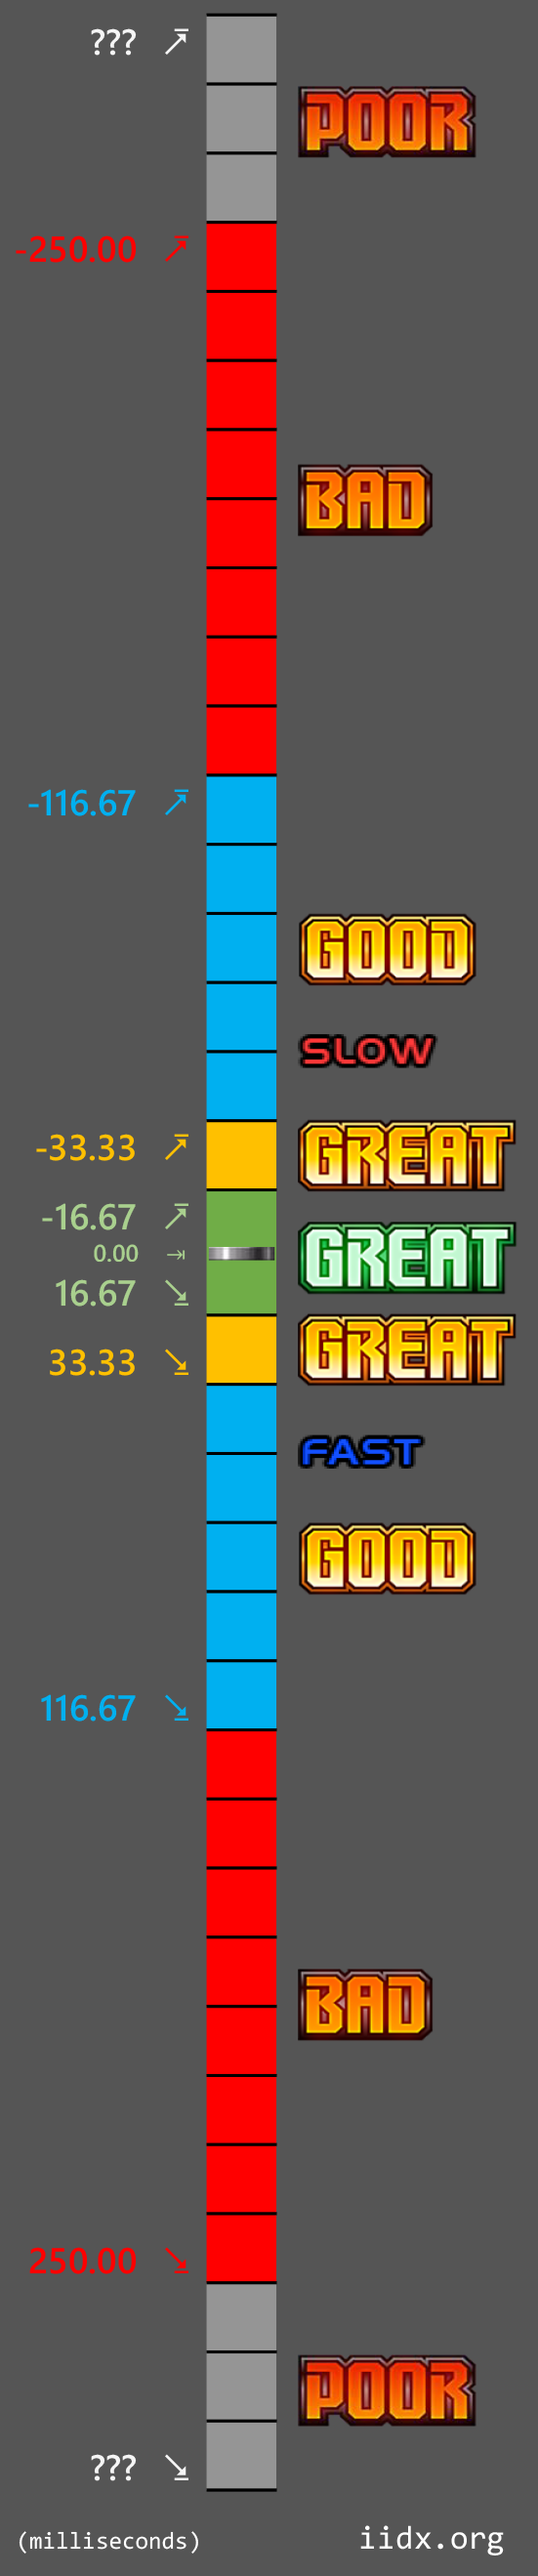 ??? ↗
POOR
-250.00 ↗
BAD
-116.67 ↗
GOOD
SLOW
-33.33 ↗ GREAT
-16.67 ↗
0.00 ⇥ GREAT
16.67 ↘
33.33 ↘ GREAT
FAST
GOOD
116.67 ↘
BAD
250.00 ↘
POOR
??? ↘
(milliseconds) iidx.org